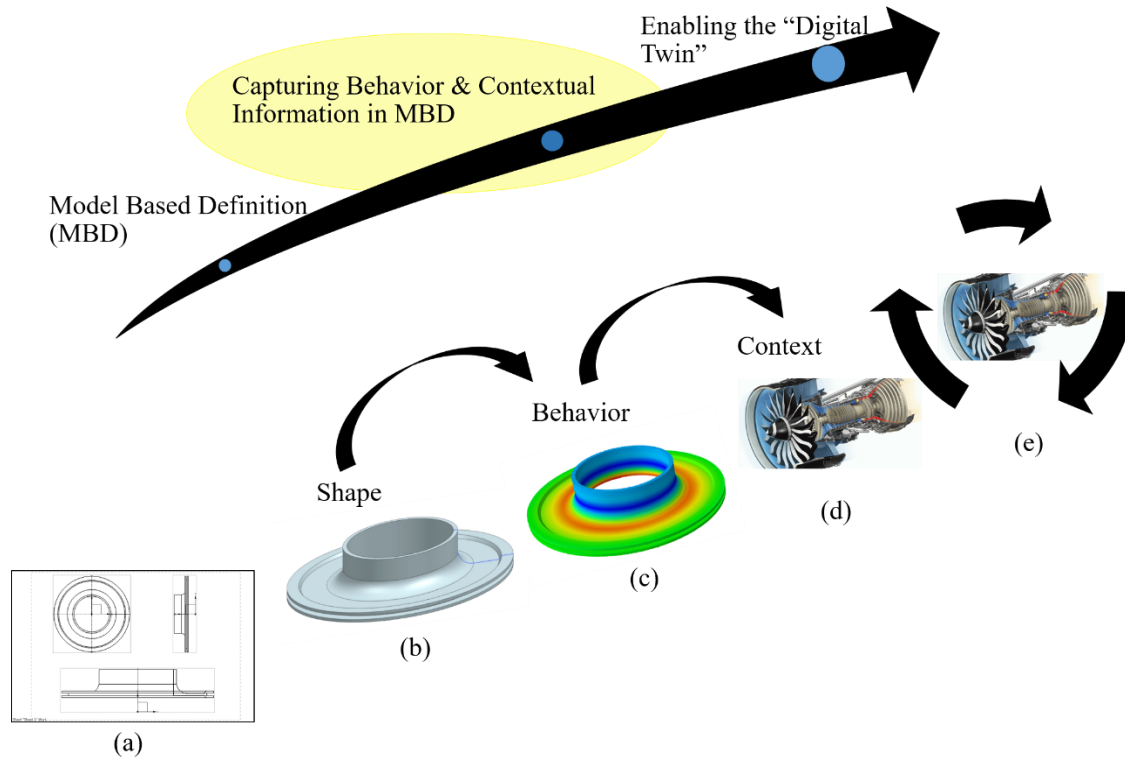 Enabling the “Digital
Twin”
Capturing Behavior & Contextual
Information in MBD
Model Based Definition
(MBD)
Context
Behavior
Shape
(e)
(d)
(c)
(b)
(a)